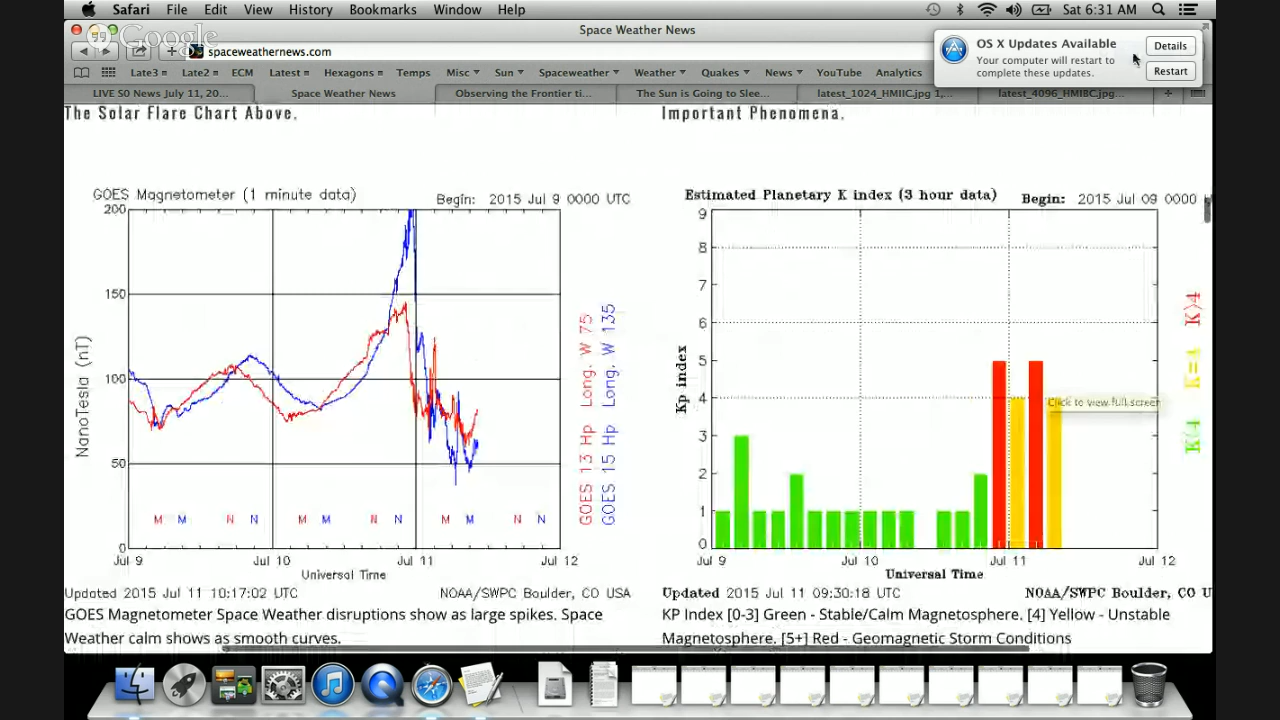 Safari File Edit View History Bookmarks Window Help Sat 6:31 AM
Google
Space Weather News
spaceweathernews.com
OS X Updates Available
Your computer will restart to
complete these updates.
Details
Restart
Late3 Late2 ECM Latest Hexagons Temps Misc Sun Spaceweather Weather Quakes News YouTube Analytics
LIVE S0 News July 11, 20... Space Weather News Observing the Frontier ti... The Sun is Going to Slee... latest_1024_HMIIC.jpg 1,... latest_4096_HMIBC.jpg...
The Solar Flare Chart Above.
Important Phenomena.
GOES Magnetometer (1 minute data)
Begin: 2015 Jul 9 0000 UTC
200
150
100
50
0
NanoTesla (nT)
GOES 13 Hp Long. W 75
GOES 15 Hp Long. W 135
M M N N M M N N M M N N
Jul 9 Jul 10 Jul 11 Jul 12
Universal Time
Updated 2015 Jul 11 10:17:02 UTC NOAA/SWPC Boulder, CO USA
GOES Magnetometer Space Weather disruptions show as large spikes. Space
Weather calm shows as smooth curves.
Estimated Planetary K index (3 hour data)
Begin: 2015 Jul 09 0000
9
8
7
6
5
4
3
2
1
0
Kp index
K>4
K=4
K<4
Click to view full screen
Jul 9 Jul 10 Jul 11 Jul 12
Universal Time
Updated 2015 Jul 11 09:30:18 UTC NOAA/SWPC Boulder, CO U
KP Index [0-3] Green - Stable/Calm Magnetosphere. [4] Yellow - Unstable
Magnetosphere. [5+] Red - Geomagnetic Storm Conditions